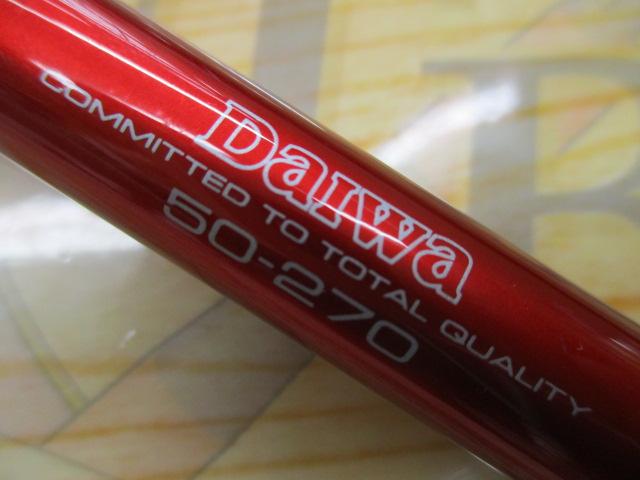 Daiwa
COMMITTED TO TOTAL QUALITY
50-270